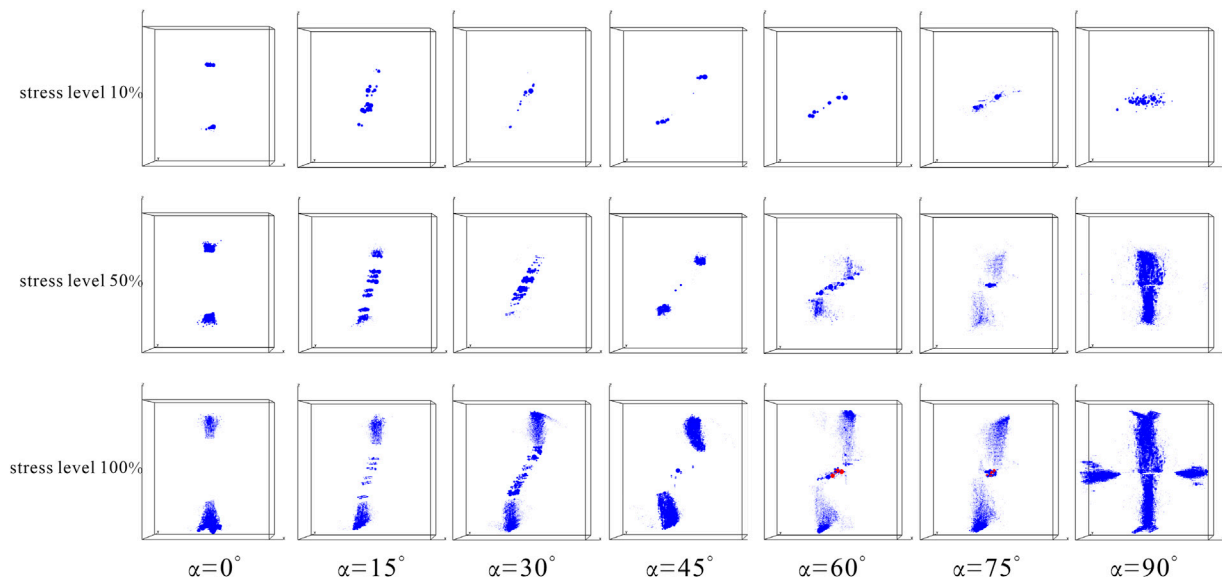 stress level 10%
stress level 50%
stress level 100%
α=0° α=15° α=30° α=45° α=60° α=75° α=90°